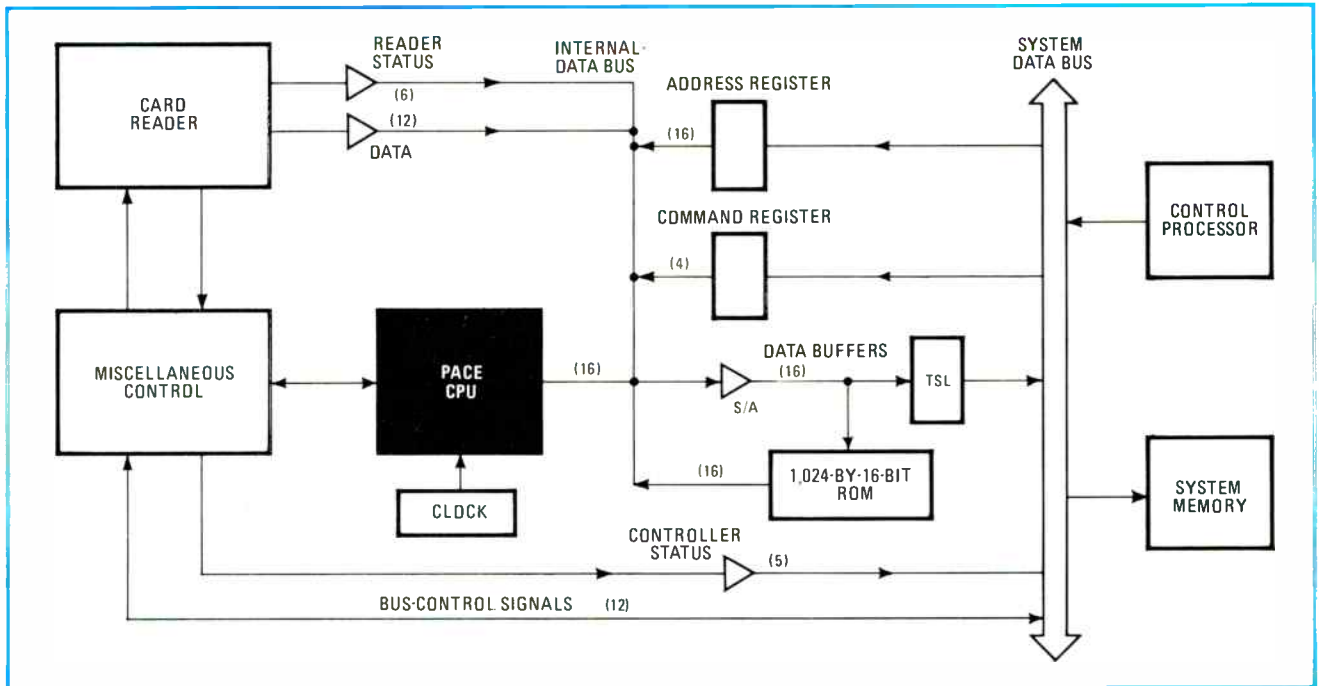 READER
STATUS
(6)
INTERNAL-
DATA BUS
SYSTEM
DATA BUS
CARD
READER
(12)
DATA
ADDRESS REGISTER
(16)
COMMAND REGISTER
(4)
CONTROL
PROCESSOR
MISCELLANEOUS
CONTROL
PACE
CPU
(16)
DATA BUFFERS
S/A
(16)
TSL
(16)
1,024-BY-16-BIT
ROM
CLOCK
SYSTEM
MEMORY
CONTROLLER
STATUS
(5)
BUS-CONTROL SIGNALS (12)